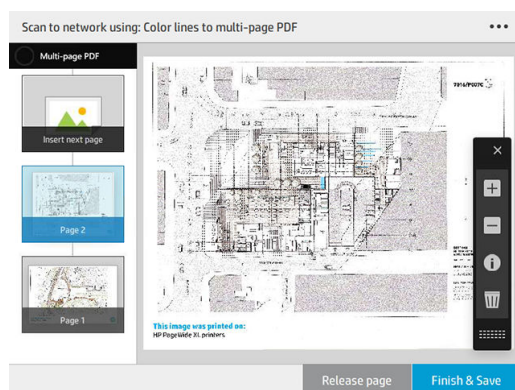 Scan to network using: Color lines to multi-page PDF
Multi-page PDF
Insert next page
Page 2
Page 1
This image was printed on:
HP PageWide XL printers
Release page
Finish & Save